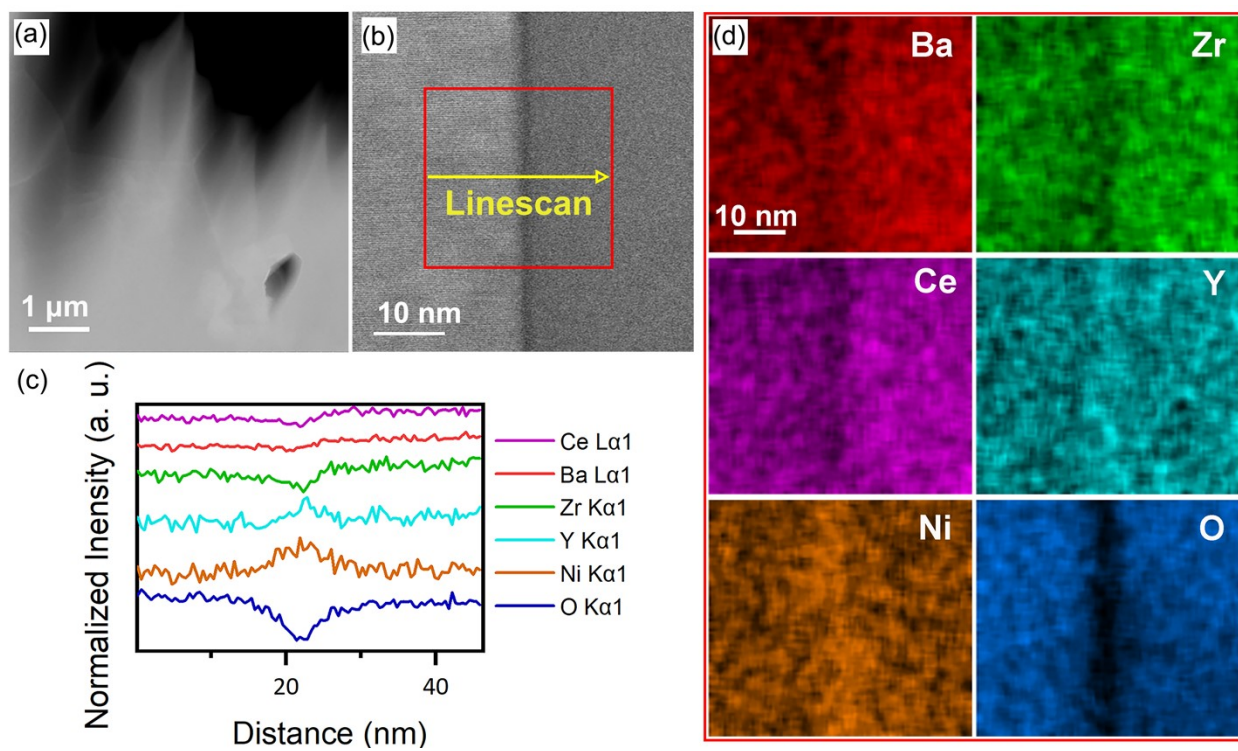 (a)
1 μm
(b)
Linescan
10 nm
(c)
Normalized Inensity (a. u.)
Ce Lα1
Ba Lα1
Zr Kα1
Y Kα1
Ni Kα1
O Kα1
20
40
Distance (nm)
(d)
Ba
10 nm
Zr
Ce
Y
Ni
O